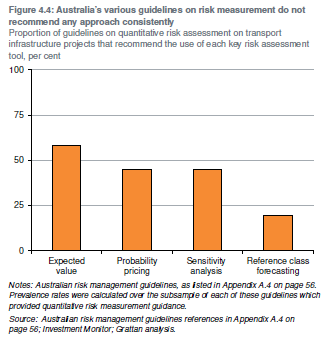 Figure 4.4: Australia's various guidelines on risk measurement do not
recommend any approach consistently
Proportion of guidelines on quantitative risk assessment on transport
infrastructure projects that recommend the use of each key risk assessment
tool, per cent
100
75
50
25
0
Expected
value
Probability
pricing
Sensitivity
analysis
Reference class
forecasting
Notes: Australian risk management guidelines, as listed in Appendix A.4 on page 56.
Prevalence rates were calculated over the subsample of each of these guidelines which
provided quantitative risk measurement guidance.
Source: Australian risk management guidelines references in Appendix A.4 on
page 56; Investment Monitor; Grattan analysis.